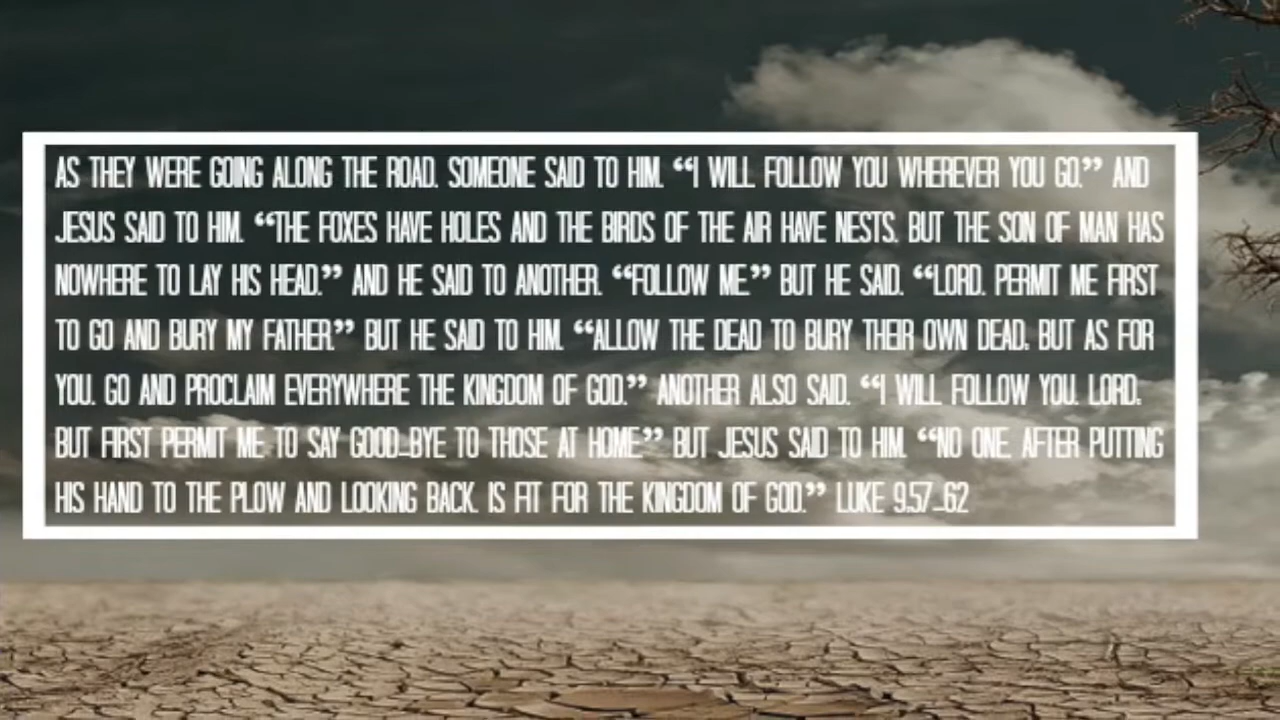 AS THEY WERE GOING ALONG THE ROAD, SOMEONE SAID TO HIM, “I WILL FOLLOW YOU WHEREVER YOU GO.” AND
JESUS SAID TO HIM, “THE FOXES HAVE HOLES AND THE BIRDS OF THE AIR HAVE NESTS, BUT THE SON OF MAN HAS
NOWHERE TO LAY HIS HEAD.” AND HE SAID TO ANOTHER, “FOLLOW ME.” BUT HE SAID, “LORD, PERMIT ME FIRST
TO GO AND BURY MY FATHER.” BUT HE SAID TO HIM, “ALLOW THE DEAD TO BURY THEIR OWN DEAD; BUT AS FOR
YOU, GO AND PROCLAIM EVERYWHERE THE KINGDOM OF GOD.” ANOTHER ALSO SAID, “I WILL FOLLOW YOU, LORD;
BUT FIRST PERMIT ME TO SAY GOOD-BYE TO THOSE AT HOME.” BUT JESUS SAID TO HIM, “NO ONE, AFTER PUTTING
HIS HAND TO THE PLOW AND LOOKING BACK, IS FIT FOR THE KINGDOM OF GOD.” LUKE 9:57-62